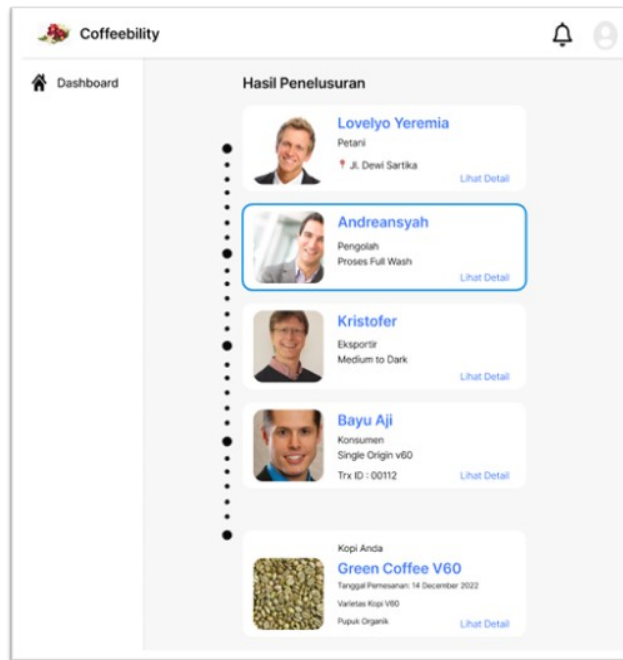 Coffeebility
Dashboard
Hasil Penelusuran
Lovelyo Yeremia
Petani
Jl. Dewi Sartika
Lihat Detail
Andreansyah
Pengolah
Proses Full Wash
Lihat Detail
Kristofer
Eksportir
Medium to Dark
Lihat Detail
Bayu Aji
Konsumen
Single Origin v60
Trx ID : 00112
Lihat Detail
Kopi Anda
Green Coffee V60
Tanggal Pemesanan: 14 December 2022
Varietas Kopi V60
Pupuk Organik
Lihat Detail